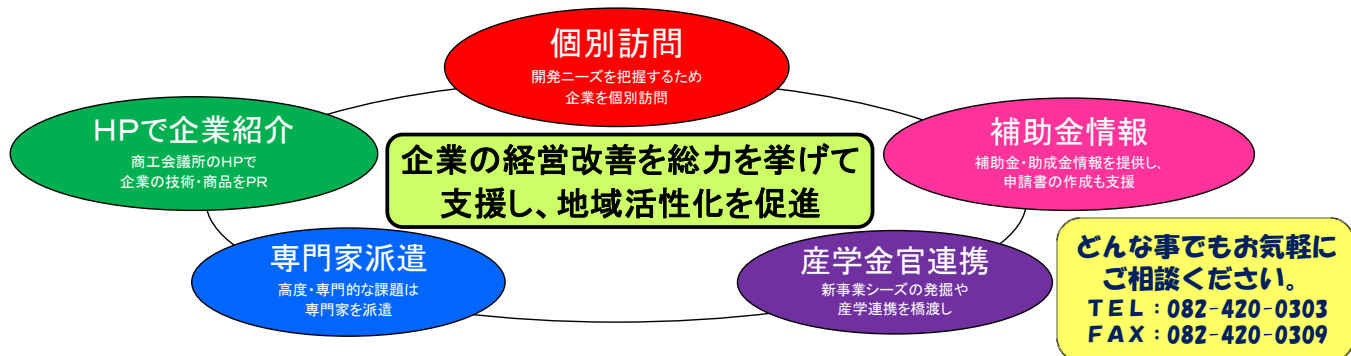 個別訪問
開発ニーズを把握するため
企業を個別訪問
HPで企業紹介
商工会議所のHPで
企業の技術・商品をPR
補助金情報
補助金・助成金情報を提供し、
申請書の作成も支援
企業の経営改善を総力を挙げて
支援し、地域活性化を促進
専門家派遣
高度・専門的な課題は
専門家を派遣
産学金官連携
新事業シーズの発掘や
産学連携を橋渡し
どんな事でもお気軽に
ご相談ください。
TEL：082-420-0303
FAX：082-420-0309